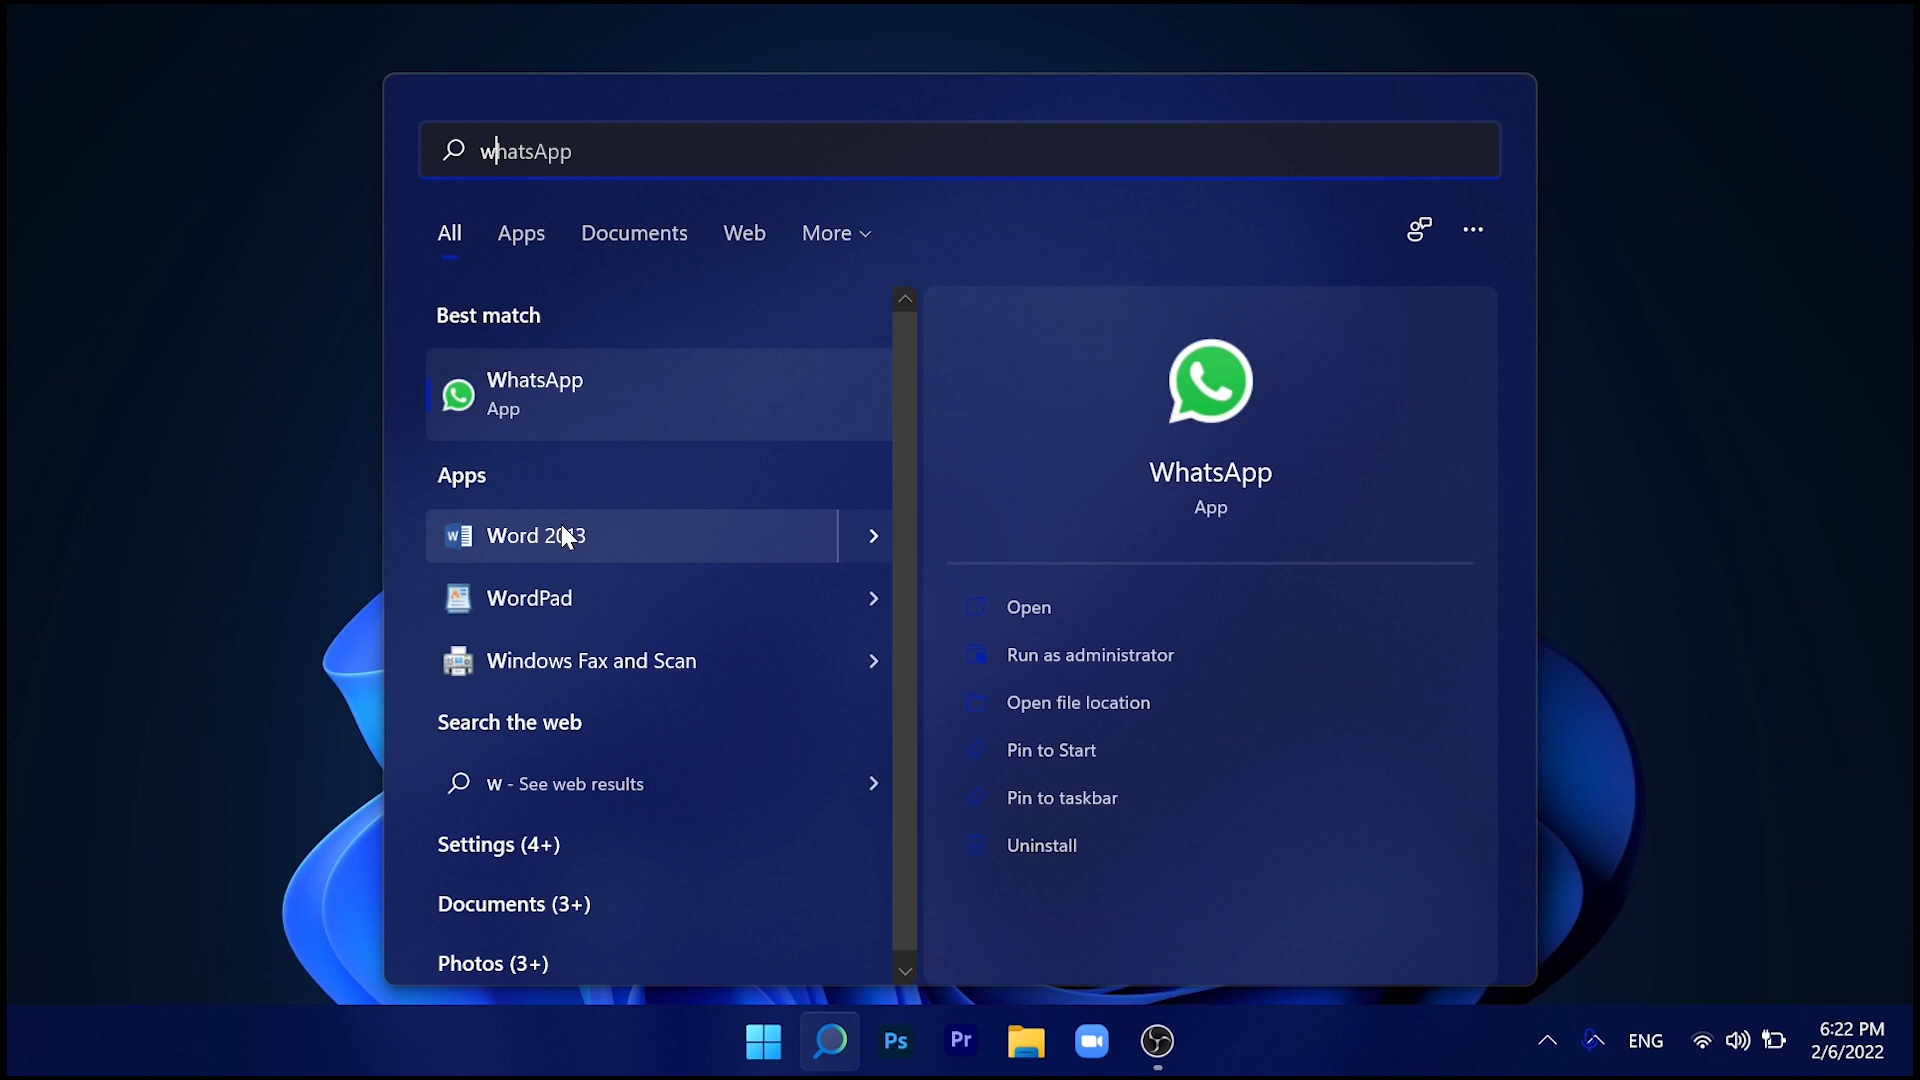 whatsApp
All Apps Documents Web More
Best match
WhatsApp
App
Apps
Word 2013
WordPad
Windows Fax and Scan
Search the web
w - See web results
Settings (4+)
Documents (3+)
Photos (3+)
WhatsApp
App
Open
Run as administrator
Open file location
Pin to Start
Pin to taskbar
Uninstall
Ps Pr
ENG
6:22 PM
2/6/2022